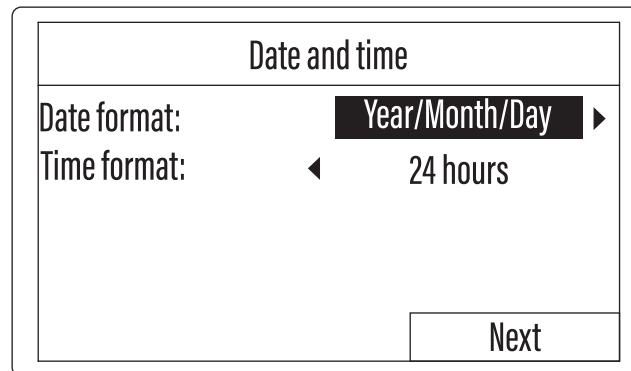 Date and time
Date format: Year/Month/Day
Time format: 24 hours
Next